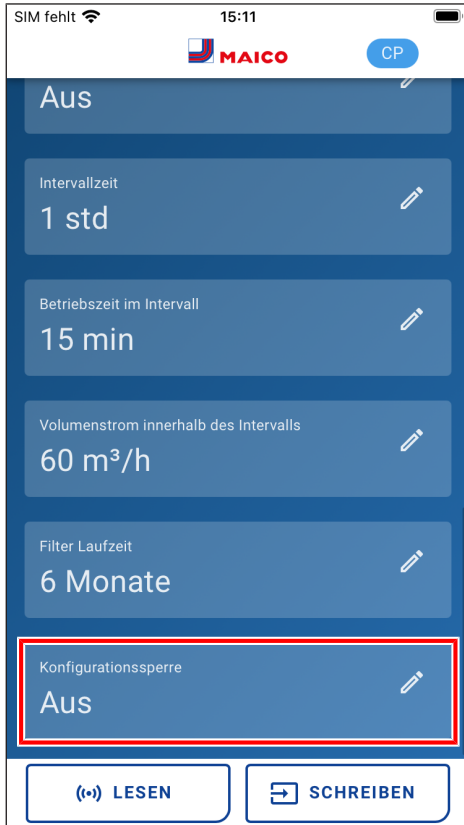 SIM fehlt 15:11
MAICO CP
Aus
Intervallzeit
1 std
Betriebszeit im Intervall
15 min
Volumenstrom innerhalb des Intervalls
60 m³/h
Filter Laufzeit
6 Monate
Konfigurationssperre
Aus
LESEN SCHREIBEN